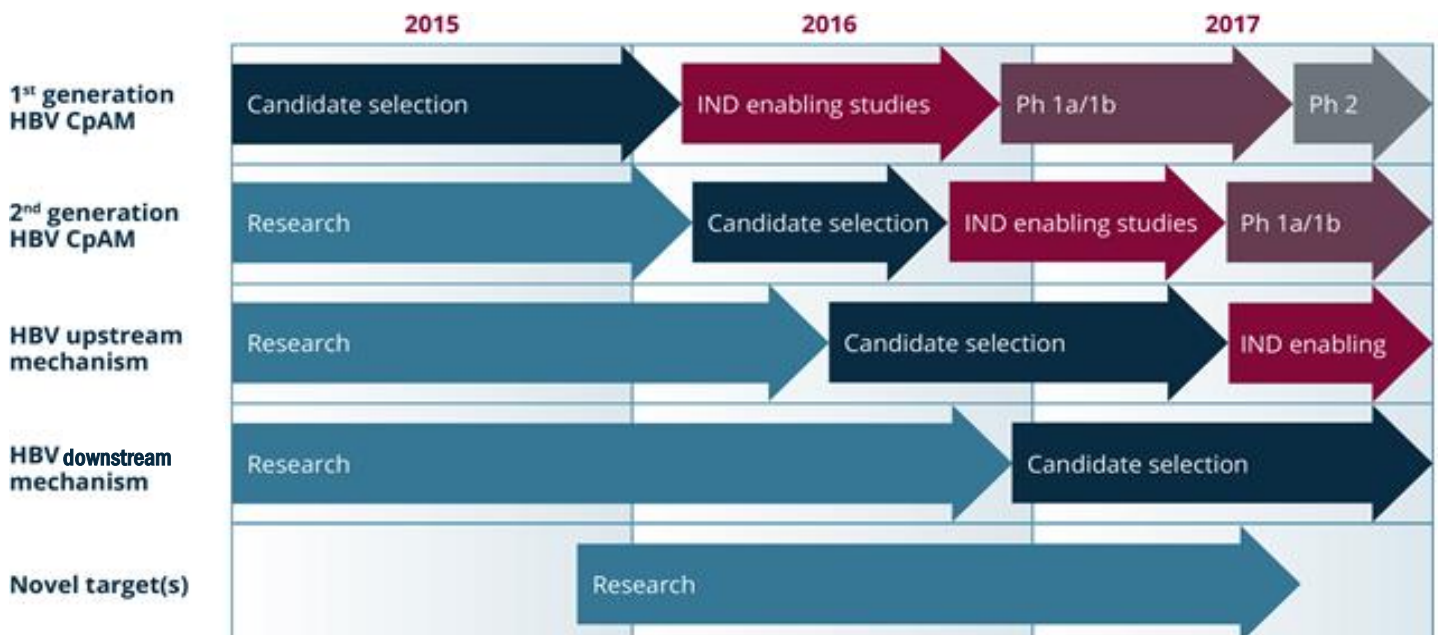 2015 2016 2017
1st generation
HBV CpAM
Candidate selection IND enabling studies Ph 1a/1b Ph 2
2nd generation
HBV CpAM
Research Candidate selection IND enabling studies Ph 1a/1b
HBV upstream
mechanism
Research Candidate selection IND enabling
HBV downstream
mechanism
Research Candidate selection
Novel target(s)
Research